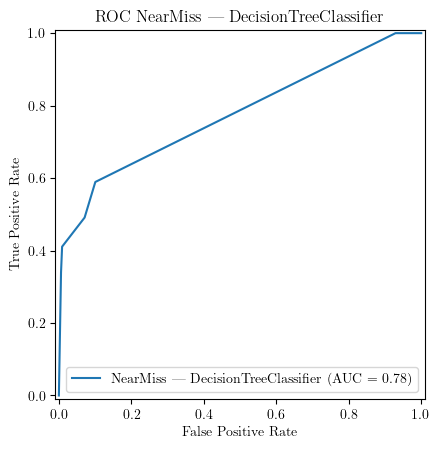 ROC NearMiss — DecisionTreeClassifier
1.0
0.8
0.6
0.4
0.2
0.0
True Positive Rate
NearMiss — DecisionTreeClassifier (AUC = 0.78)
0.0 0.2 0.4 0.6 0.8 1.0
False Positive Rate